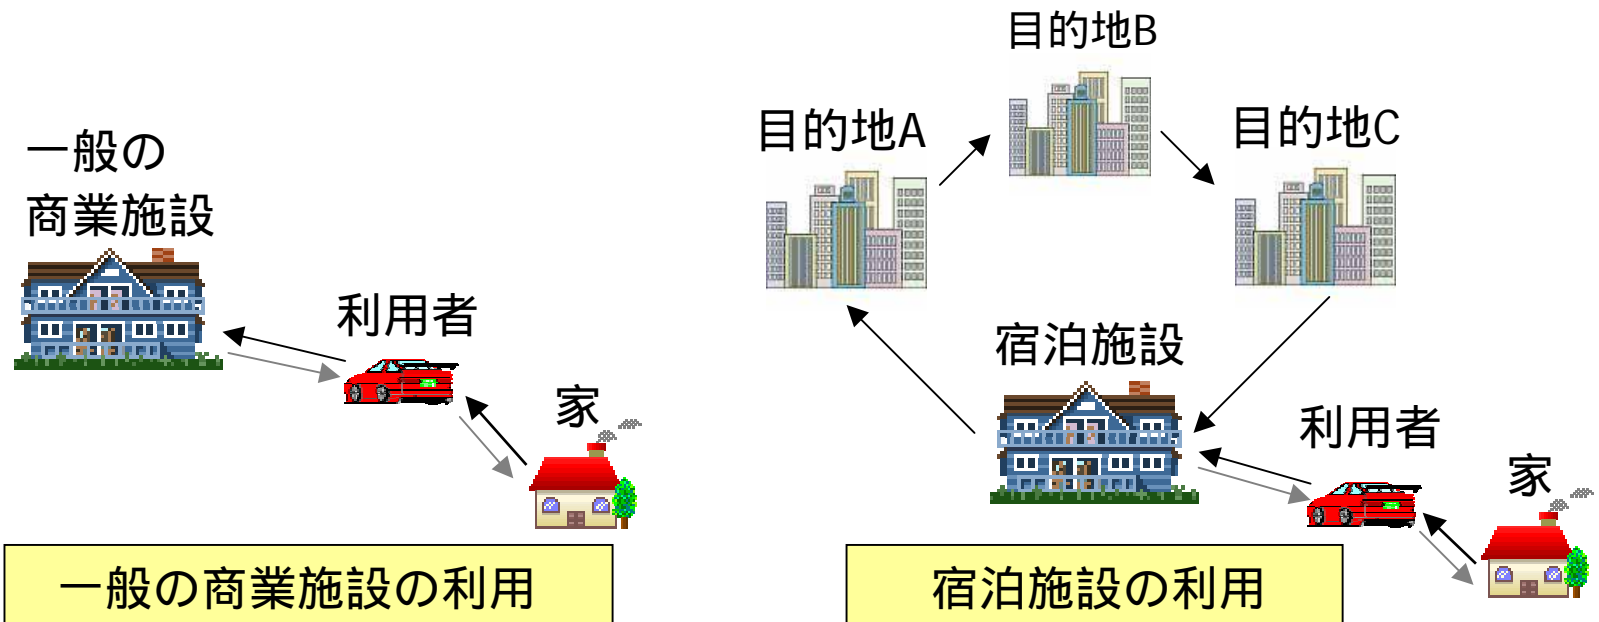 一般の
商業施設
利用者
家
一般の商業施設の利用
目的地B
目的地A
目的地C
宿泊施設
利用者
家
宿泊施設の利用